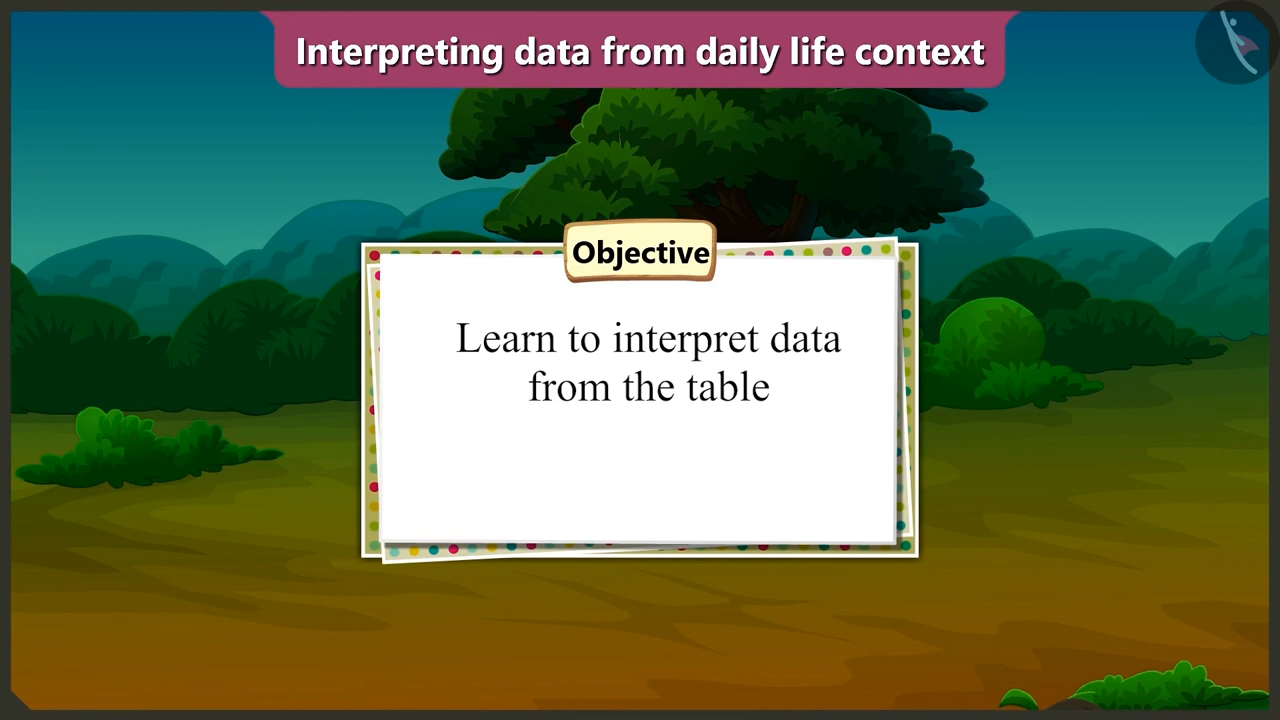 Interpreting data from daily life context
Objective
Learn to interpret data
from the table